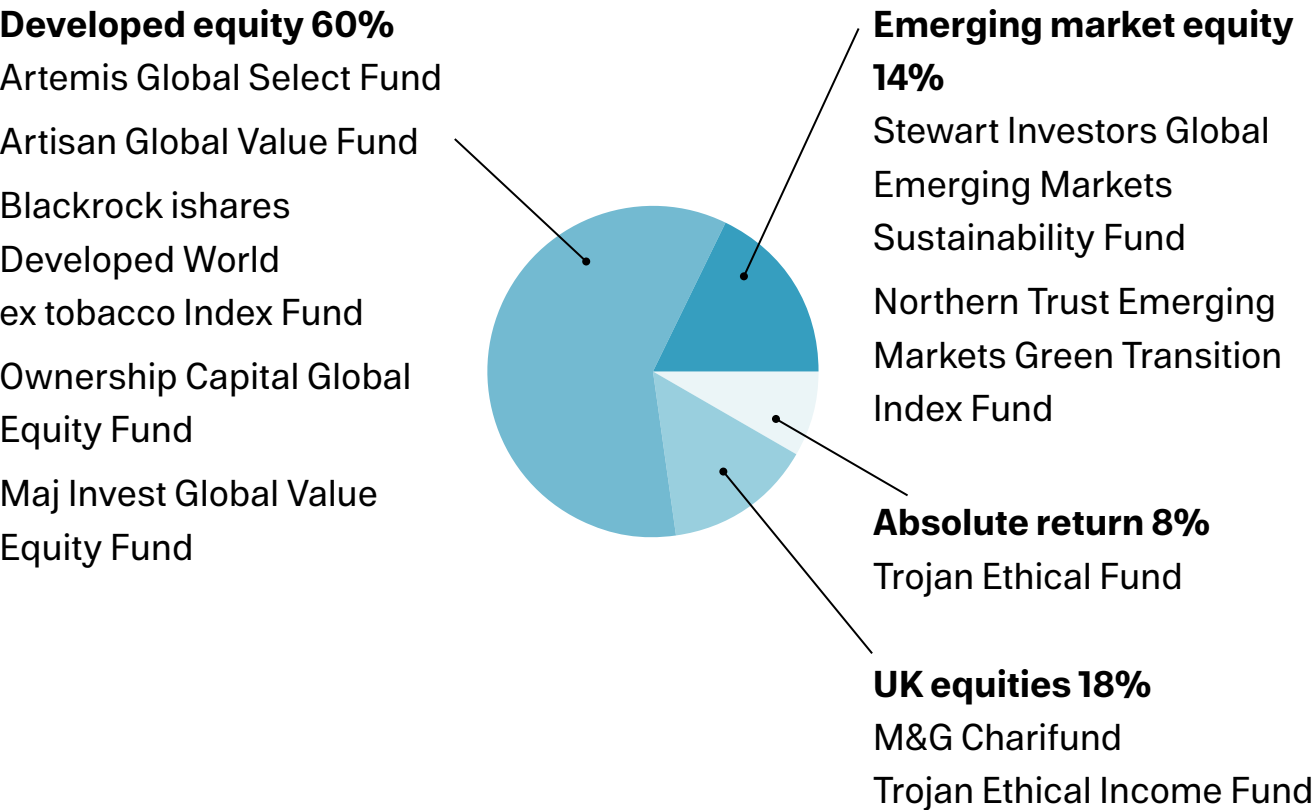 Developed equity 60%
Artemis Global Select Fund
Artisan Global Value Fund
Blackrock ishares
Developed World
ex tobacco Index Fund
Ownership Capital Global
Equity Fund
Maj Invest Global Value
Equity Fund
Emerging market equity
14%
Stewart Investors Global
Emerging Markets
Sustainability Fund
Northern Trust Emerging
Markets Green Transition
Index Fund
Absolute return 8%
Trojan Ethical Fund
UK equities 18%
M&G Charifund
Trojan Ethical Income Fund